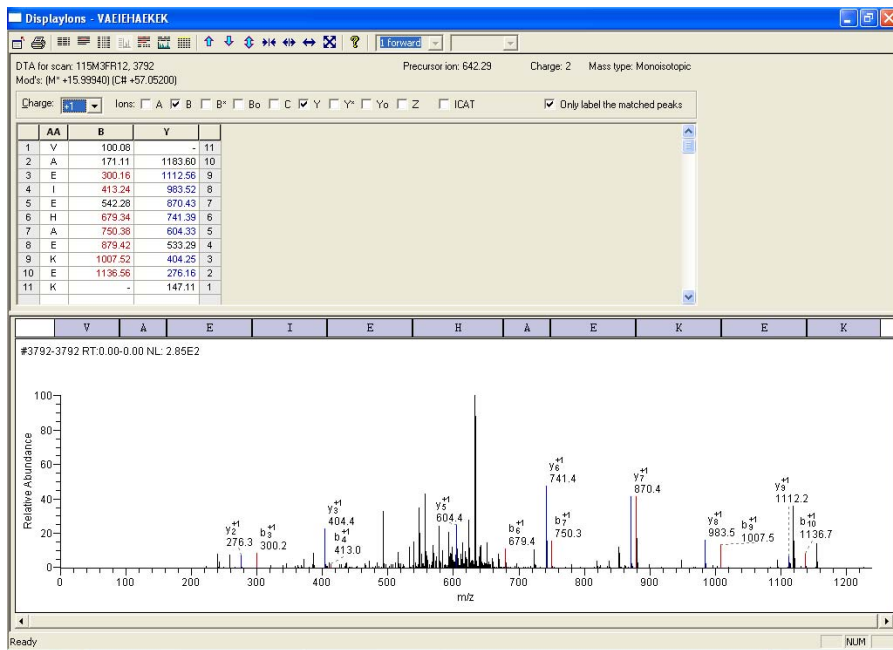 DisplayIons - VAEIEHAEKEK
1 forward
DTA for scan: 115M3FR12, 3792 Precursor ion: 642.29 Charge: 2 Mass type: Monoisotopic
Mod's: (M* +15.99940) (C# +57.05200)
Charge: +1 Ions: A B B* Bo C Y Y* Yo Z ICAT Only label the matched peaks
AA B Y
1 V 100.08 - 11
2 A 171.11 1183.60 10
3 E 300.16 1112.56 9
4 I 413.24 983.52 8
5 E 542.28 870.43 7
6 H 679.34 741.39 6
7 A 750.38 604.33 5
8 E 879.42 533.29 4
9 K 1007.52 404.25 3
10 E 1136.56 276.16 2
11 K - 147.11 1
V A E I E H A E K E K
#3792-3792 RT:0.00-0.00 NL: 2.85E2
Relative Abundance
100
80
60
40
20
0
y2+1
276.3
b3+1
300.2
y3+1
404.4
b4+1
413.0
y5+1
604.4
b6+1
679.4
y6+1
741.4
b7+1
750.3
y7+1
870.4
y8+1
983.5
b9+1
1007.5
y9+1
1112.2
b10+1
1136.7
0 100 200 300 400 500 600 700 800 900 1000 1100 1200
m/z
Ready NUM